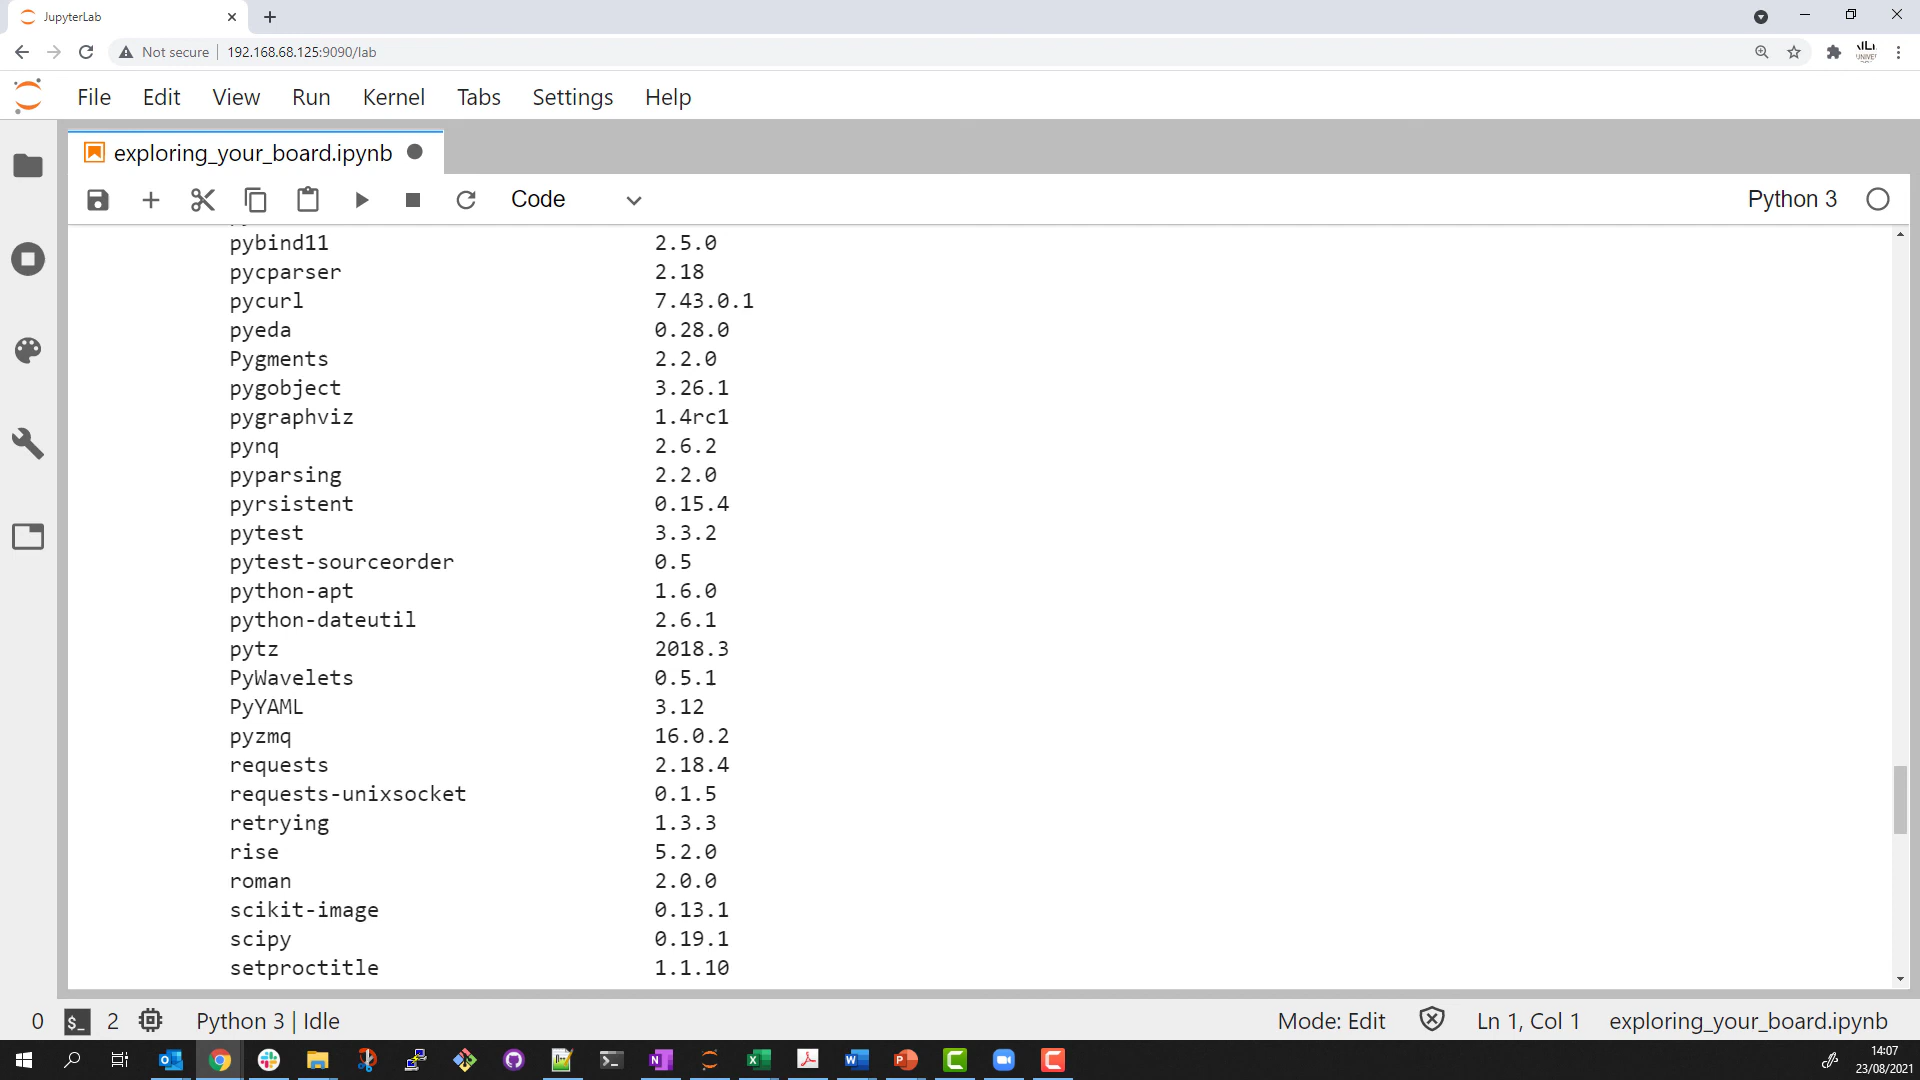 JupyterLab
Not secure 192.168.68.125:9090/lab
File Edit View Run Kernel Tabs Settings Help
exploring_your_board.ipynb
Code Python 3
pybind11 2.5.0
pycparser 2.18
pycurl 7.43.0.1
pyeda 0.28.0
Pygments 2.2.0
pygobject 3.26.1
pygraphviz 1.4rc1
pynq 2.6.2
pyparsing 2.2.0
pyrsistent 0.15.4
pytest 3.3.2
pytest-sourceorder 0.5
python-apt 1.6.0
python-dateutil 2.6.1
pytz 2018.3
PyWavelets 0.5.1
PyYAML 3.12
pyzmq 16.0.2
requests 2.18.4
requests-unixsocket 0.1.5
retrying 1.3.3
rise 5.2.0
roman 2.0.0
scikit-image 0.13.1
scipy 0.19.1
setproctitle 1.1.10
0 $_ 2 Python 3 | Idle Mode: Edit Ln 1, Col 1 exploring_your_board.ipynb
14:07
23/08/2021